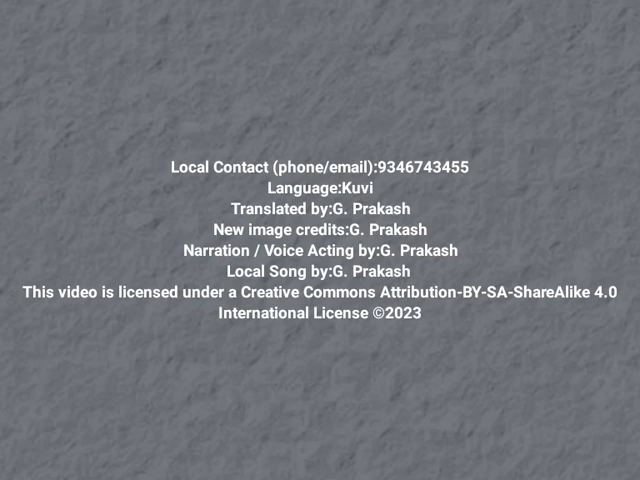 Local Contact (phone/email):9346743455
Language:Kuvi
Translated by:G. Prakash
New image credits:G. Prakash
Narration / Voice Acting by:G. Prakash
Local Song by:G. Prakash
This video is licensed under a Creative Commons Attribution-BY-SA-ShareAlike 4.0
International License ©2023